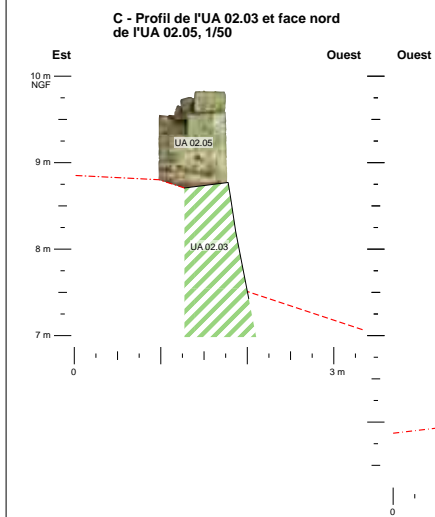 C - Profil de l'UA 02.03 et face nord
de l'UA 02.05, 1/50
Est
Ouest
Ouest
10 m
NGF
UA 02.05
9 m
UA 02.03
8 m
7 m
0
3 m
0